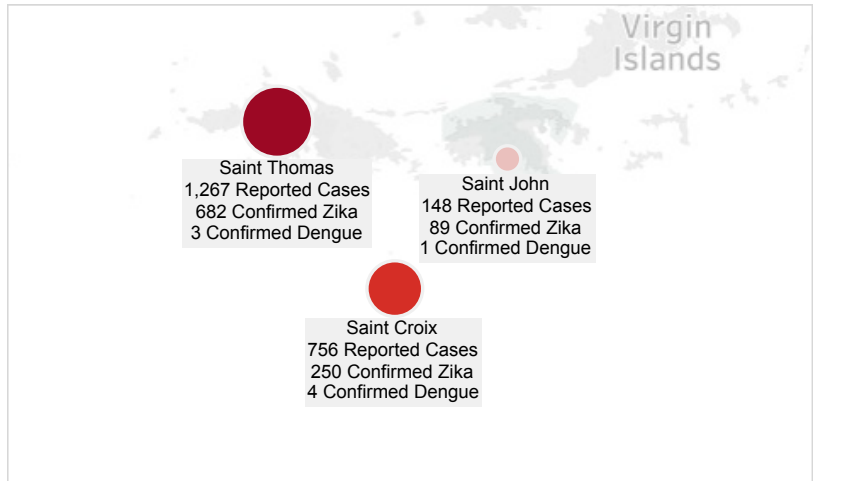 Virgin
Islands
Saint Thomas
1,267 Reported Cases
682 Confirmed Zika
3 Confirmed Dengue
Saint John
148 Reported Cases
89 Confirmed Zika
1 Confirmed Dengue
Saint Croix
756 Reported Cases
250 Confirmed Zika
4 Confirmed Dengue